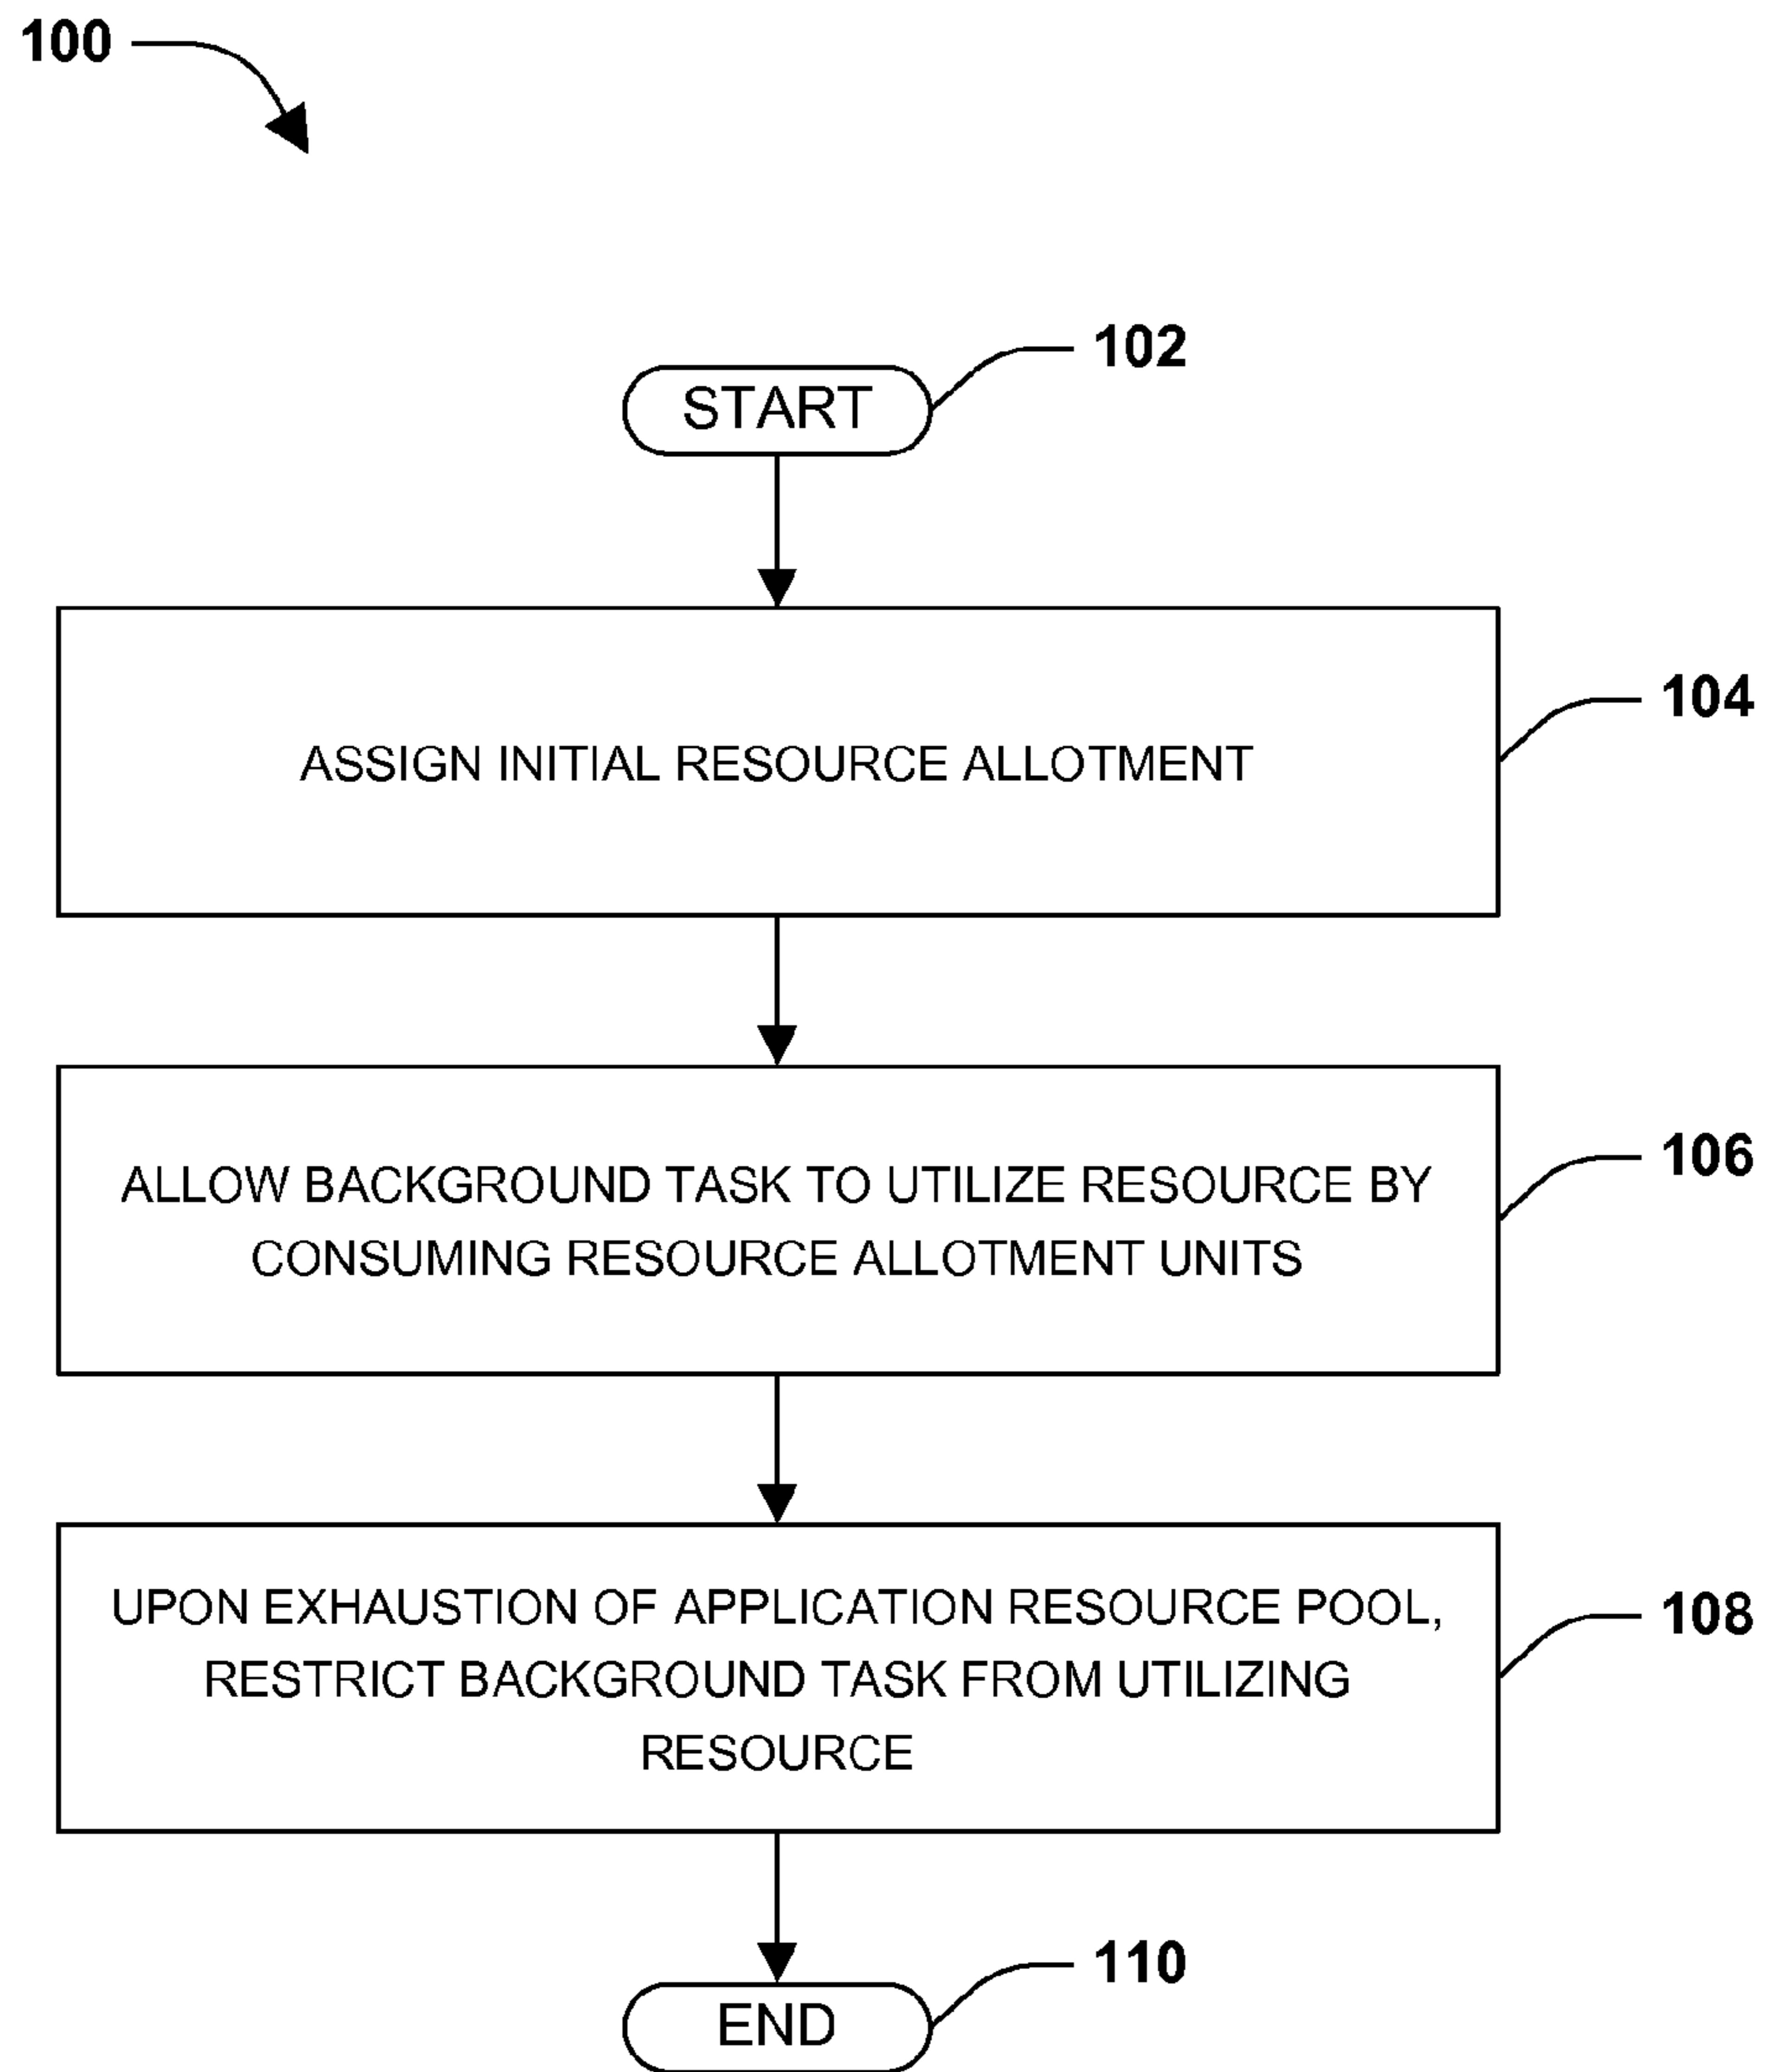 100
START
102
ASSIGN INITIAL RESOURCE ALLOTMENT
104
ALLOW BACKGROUND TASK TO UTILIZE RESOURCE BY
CONSUMING RESOURCE ALLOTMENT UNITS
106
UPON EXHAUSTION OF APPLICATION RESOURCE POOL,
RESTRICT BACKGROUND TASK FROM UTILIZING
RESOURCE
108
END
110